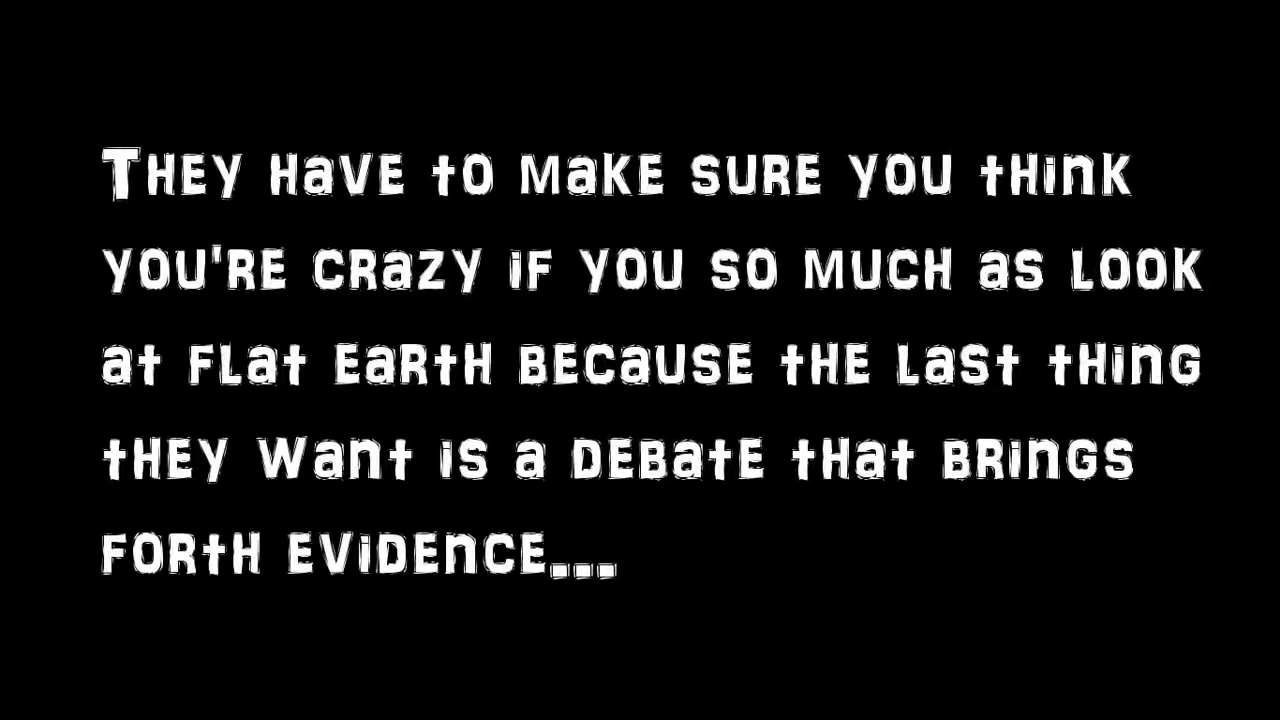 They have to make sure you think
you're crazy if you so much as look
at flat earth because the last thing
they want is a debate that brings
forth evidence...